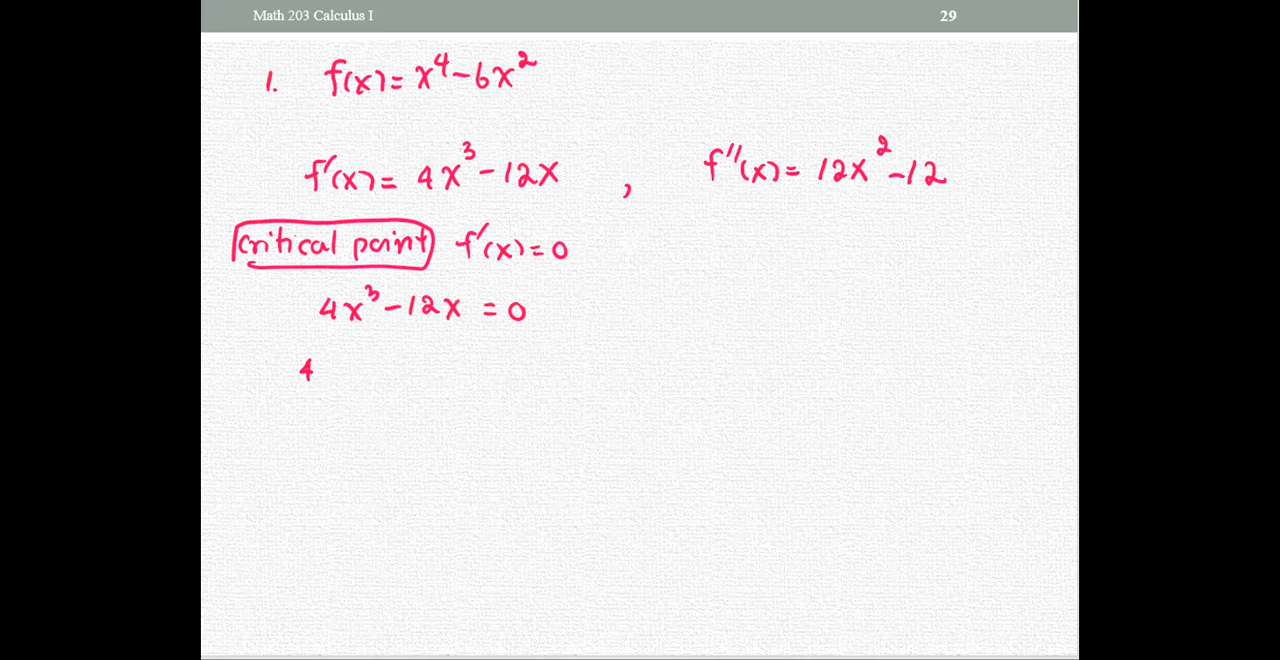 Math 203 Calculus I 29
1. f(x) = x⁴ - 6x²
f'(x) = 4x³ - 12x , f''(x) = 12x² - 12
critical point f'(x) = 0
4x³ - 12x = 0
4